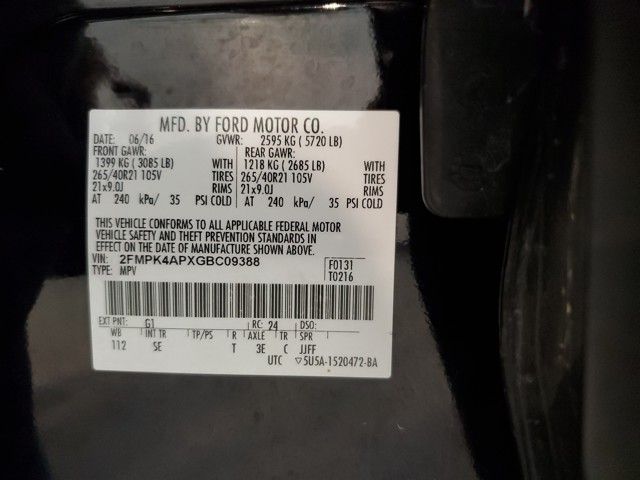 MFD. BY FORD MOTOR CO.
DATE: 06/16 GVWR: 2595 KG ( 5720 LB)
FRONT GAWR: REAR GAWR:
1399 KG ( 3085 LB) WITH 1218 KG ( 2685 LB) WITH
265/40R21 105V TIRES 265/40R21 105V TIRES
21x9.0J RIMS 21x9.0J RIMS
AT 240 kPa/ 35 PSI COLD AT 240 kPa/ 35 PSI COLD
THIS VEHICLE CONFORMS TO ALL APPLICABLE FEDERAL MOTOR
VEHICLE SAFETY AND THEFT PREVENTION STANDARDS IN
EFFECT ON THE DATE OF MANUFACTURE SHOWN ABOVE.
VIN: 2FMPK4APXGBC09388 F0131
TYPE: MPV T0216
EXT PNT: G1 RC: 24 DSO:
WB INT TR TP/PS R AXLE TR SPR
112 SE T 3E C JJFF
UTC ▽5U5A-1520472-BA